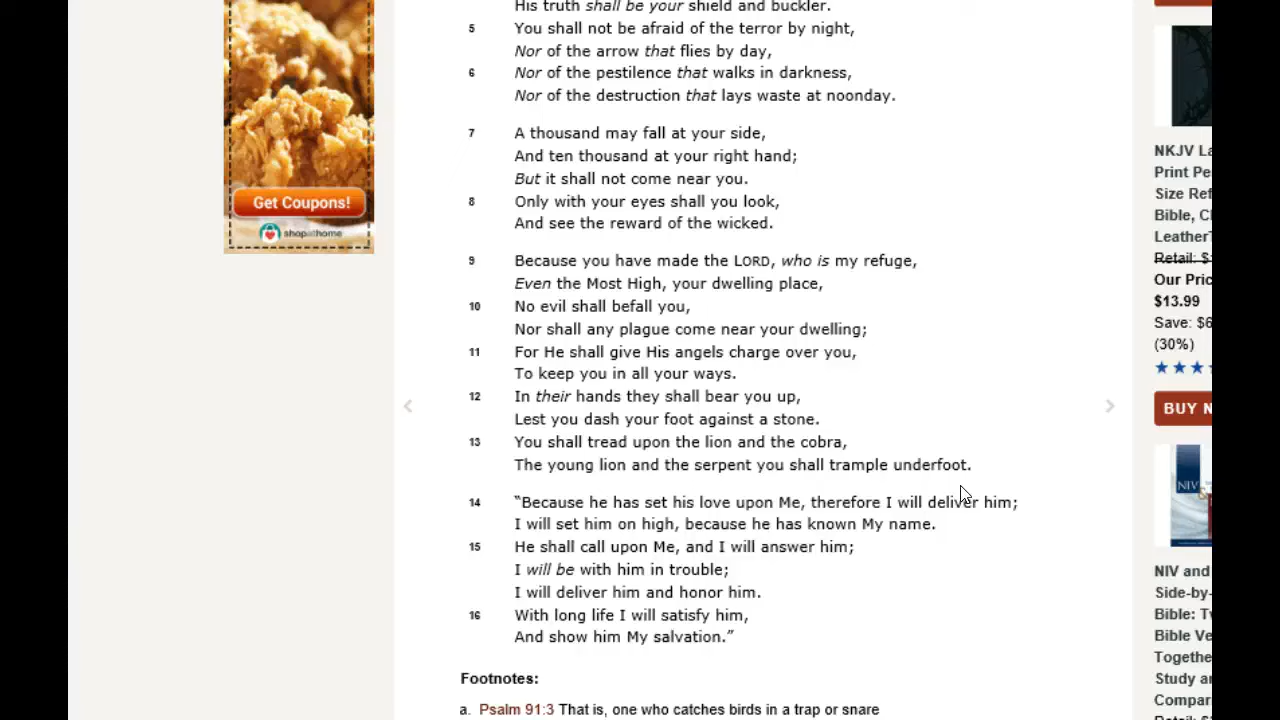 His truth shall be your shield and buckler.
5 You shall not be afraid of the terror by night,
Nor of the arrow that flies by day,
6 Nor of the pestilence that walks in darkness,
Nor of the destruction that lays waste at noonday.
7 A thousand may fall at your side,
And ten thousand at your right hand;
But it shall not come near you.
8 Only with your eyes shall you look,
And see the reward of the wicked.
9 Because you have made the LORD, who is my refuge,
Even the Most High, your dwelling place,
10 No evil shall befall you,
Nor shall any plague come near your dwelling;
11 For He shall give His angels charge over you,
To keep you in all your ways.
12 In their hands they shall bear you up,
Lest you dash your foot against a stone.
13 You shall tread upon the lion and the cobra,
The young lion and the serpent you shall trample underfoot.
14 “Because he has set his love upon Me, therefore I will deliver him;
I will set him on high, because he has known My name.
15 He shall call upon Me, and I will answer him;
I will be with him in trouble;
I will deliver him and honor him.
16 With long life I will satisfy him,
And show him My salvation.”
Footnotes:
a. Psalm 91:3 That is, one who catches birds in a trap or snare
Get Coupons!
shopathome
NKJV La
Print Pe
Size Ref
Bible, Cl
Leather
Retail: $
Our Pric
$13.99
Save: $6
(30%)
BUY N
NIV
NIV and
Side-by-
Bible: Tw
Bible Ve
Togethe
Study an
Compar
Retail: $